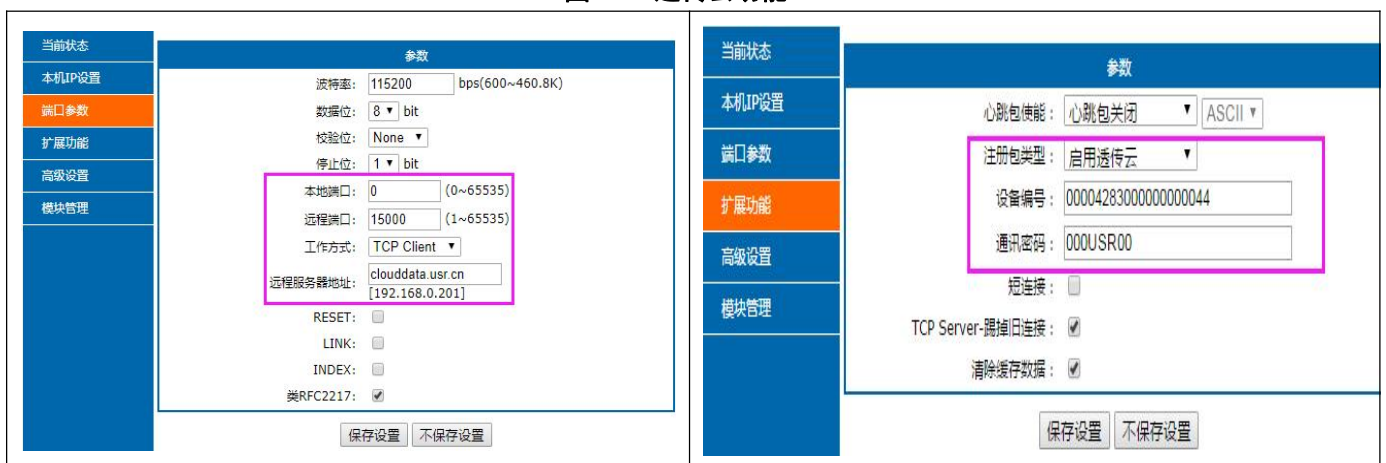 当前状态
本机IP设置
端口参数
扩展功能
高级设置
模块管理
参数
波特率: 115200 bps(600~460.8K)
数据位: 8 bit
校验位: None
停止位: 1 bit
本地端口: 0 (0~65535)
远程端口: 15000 (1~65535)
工作方式: TCP Client
远程服务器地址: clouddata.usr.cn
[192.168.0.201]
RESET:
LINK:
INDEX:
类RFC2217:
保存设置 不保存设置
当前状态
本机IP设置
端口参数
扩展功能
高级设置
模块管理
参数
心跳包使能: 心跳包关闭 ASCII
注册包类型: 启用透传云
设备编号: 00004283000000000044
通讯密码: 000USR00
短连接:
TCP Server-踢掉旧连接:
清除缓存数据:
保存设置 不保存设置